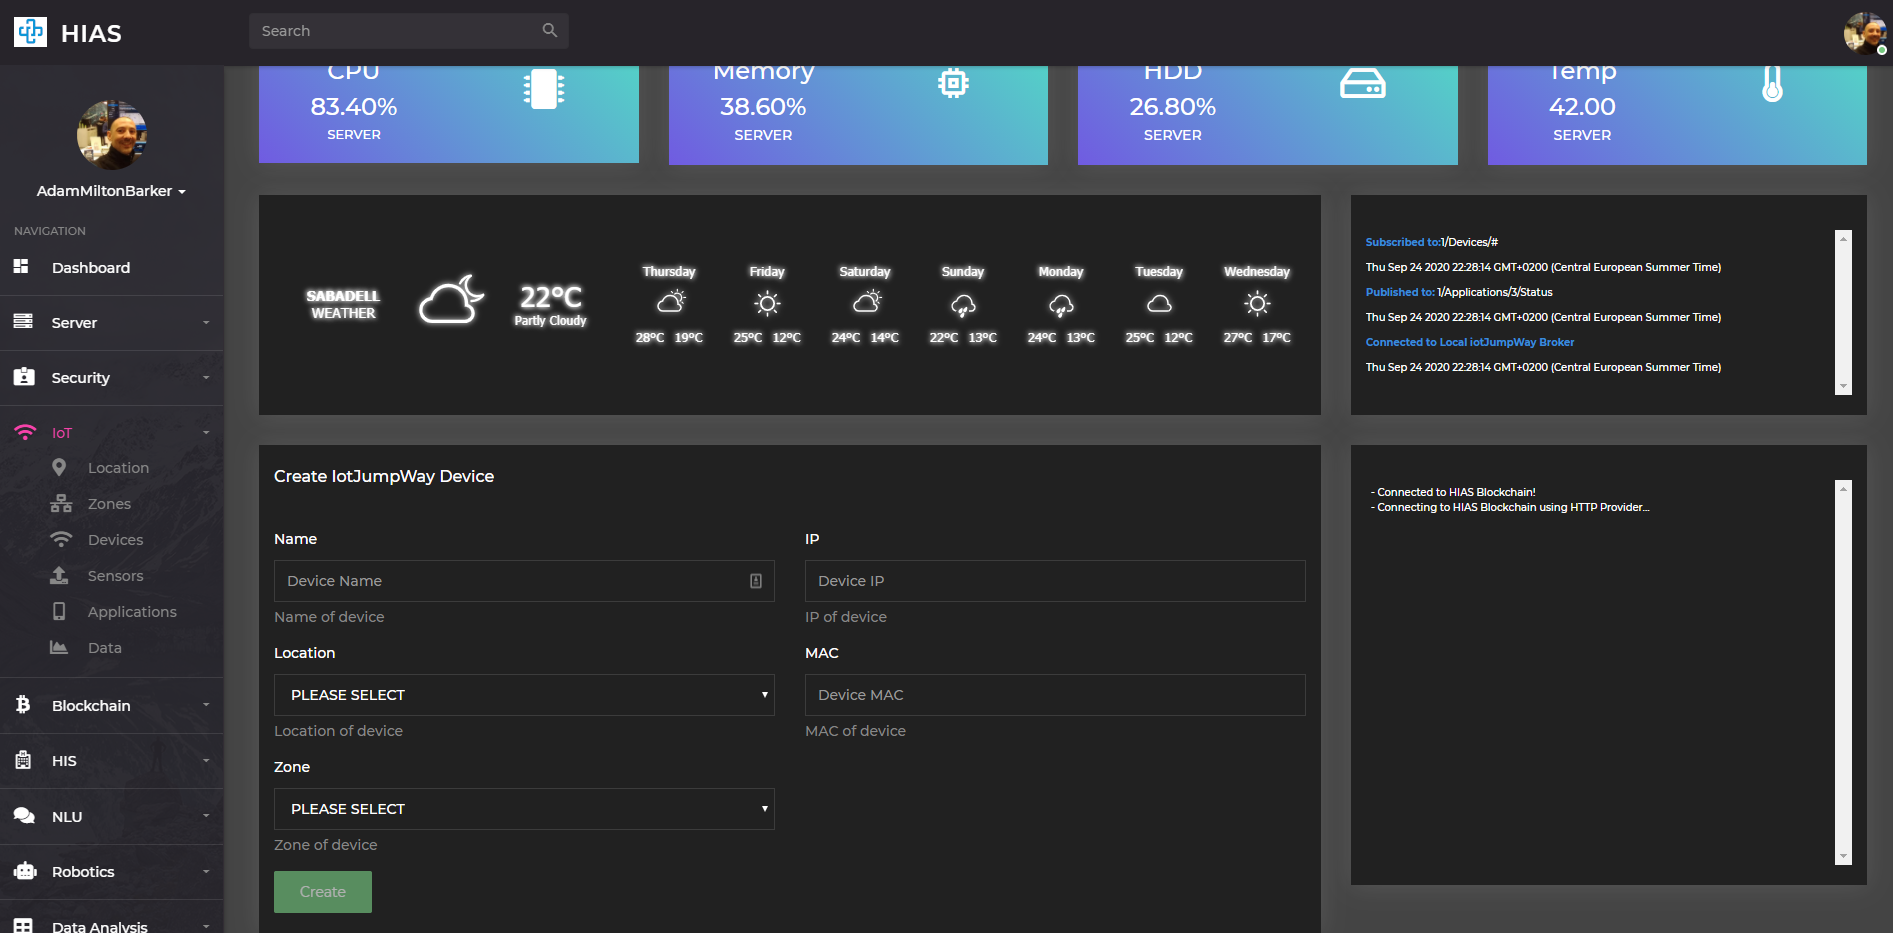 HIAS
Search
AdamMiltonBarker
NAVIGATION
Dashboard
Server
Security
IoT
Location
Zones
Devices
Sensors
Applications
Data
Blockchain
HIS
NLU
Robotics
Data Analysis
CPU
83.40%
SERVER
Memory
38.60%
SERVER
HDD
26.80%
SERVER
Temp
42.00
SERVER
SABADELL
WEATHER
22°C
Partly Cloudy
Thursday
28°C 19°C
Friday
25°C 12°C
Saturday
24°C 14°C
Sunday
22°C 13°C
Monday
24°C 13°C
Tuesday
25°C 12°C
Wednesday
27°C 17°C
Subscribed to:1/Devices/#
Thu Sep 24 2020 22:28:14 GMT+0200 (Central European Summer Time)
Published to: 1/Applications/3/Status
Thu Sep 24 2020 22:28:14 GMT+0200 (Central European Summer Time)
Connected to Local iotJumpWay Broker
Thu Sep 24 2020 22:28:14 GMT+0200 (Central European Summer Time)
Create IotJumpWay Device
Name
Device Name
Name of device
Location
PLEASE SELECT
Location of device
Zone
PLEASE SELECT
Zone of device
Create
IP
Device IP
IP of device
MAC
Device MAC
MAC of device
- Connected to HIAS Blockchain!
- Connecting to HIAS Blockchain using HTTP Provider...